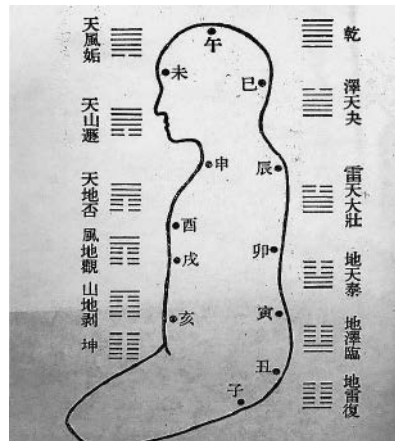 天風姤
天山遯
天地否
風地觀
山地剥
坤
午
未
巳
申
辰
酉
戌
卯
亥
寅
丑
子
乾
澤天夬
雷天大壯
地天泰
地澤臨
地雷復